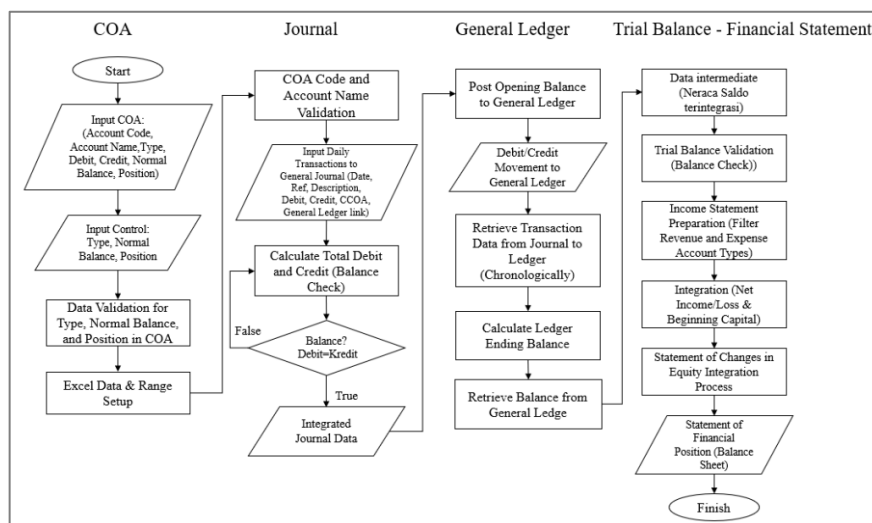 COA
Start
Input COA:
(Account Code,
Account Name,Type,
Debit, Credit, Normal
Balance, Position)
Input Control:
Type, Normal
Balance, Position
Data Validation for
Type, Normal Balance,
and Position in COA
Excel Data & Range
Setup
Journal
COA Code and
Account Name
Validation
Input Daily
Transactions to
General Journal (Date,
Ref, Description,
Debit, Credit, CCOA,
General Ledger link)
Calculate Total Debit
and Credit (Balance
Check)
False
Balance?
Debit=Kredit
True
Integrated
Journal Data
General Ledger
Post Opening Balance
to General Ledger
Debit/Credit
Movement to
General Ledger
Retrieve Transaction
Data from Journal to
Ledger
(Chronologically)
Calculate Ledger
Ending Balance
Retrieve Balance from
General Ledge
Trial Balance - Financial Statement
Data intermediate
(Neraca Saldo
terintegrasi)
Trial Balance Validation
(Balance Check))
Income Statement
Preparation (Filter
Revenue and Expense
Account Types)
Integration (Net
Income/Loss &
Beginning Capital)
Statement of Changes in
Equity Integration
Process
Statement of
Financial
Position (Balance
Sheet)
Finish